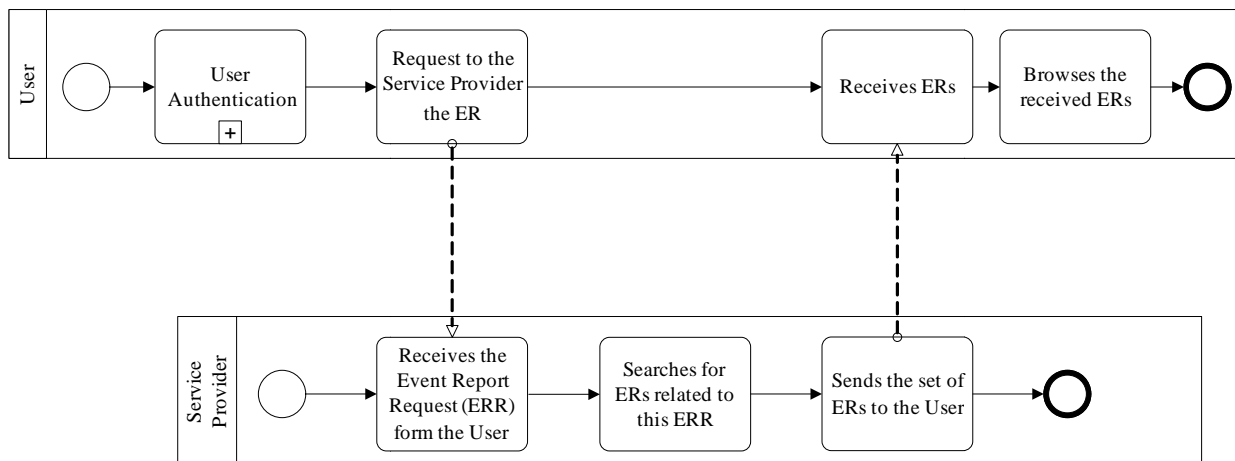 User
User
Authentication
+
Request to the
Service Provider
the ER
Receives ERs
Browses the
received ERs
Service
Provider
Receives the
Event Report
Request (ERR)
form the User
Searches for
ERs related to
this ERR
Sends the set of
ERs to the User